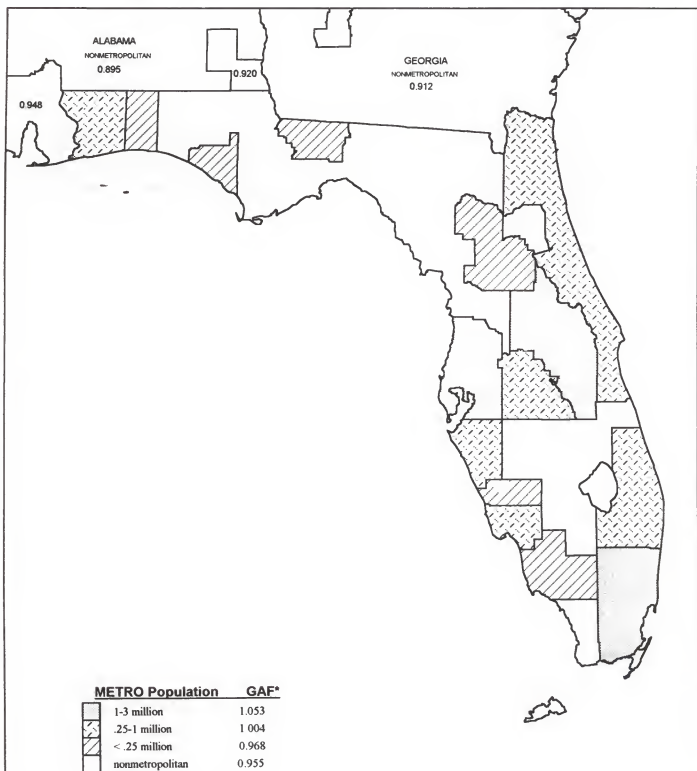 ALABAMA
NONMETROPOLITAN
0.895
0.920
GEORGIA
NONMETROPOLITAN
0.912
0.948
METRO Population GAF*
1-3 million 1.053
.25-1 million 1 004
< .25 million 0.968
nonmetropolitan 0.955